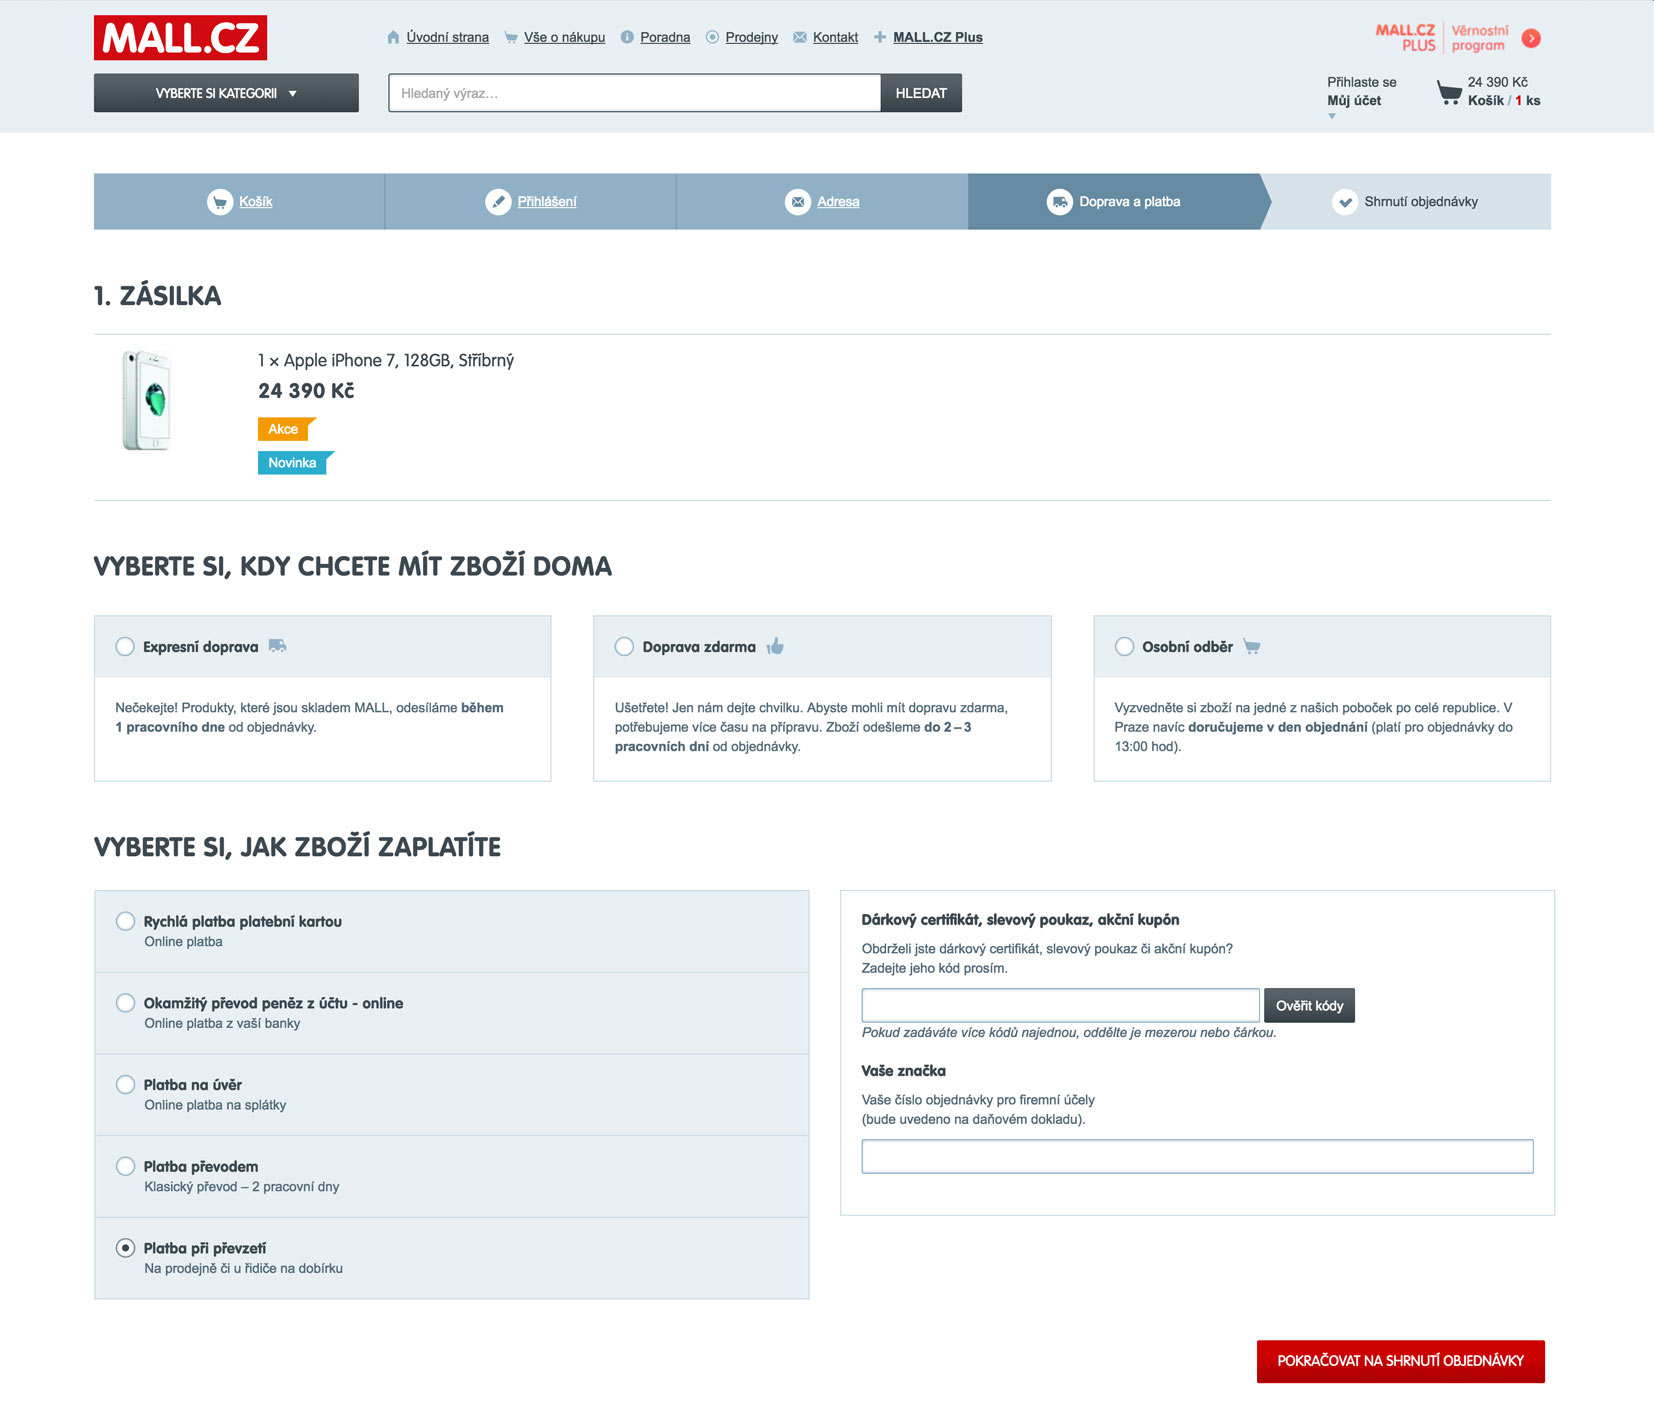 MALL.CZ
Úvodní strana Vše o nákupu Poradna Prodejny Kontakt MALL.CZ Plus
MALL.CZ PLUS Věrnostní program
VYBERTE SI KATEGORII
Hledaný výraz...
HLEDAT
Přihlaste se
Můj účet
24 390 Kč
Košík / 1 ks
Košík
Přihlášení
Adresa
Doprava a platba
Shrnutí objednávky
1. ZÁSILKA
1 × Apple iPhone 7, 128GB, Stříbrný
24 390 Kč
Akce
Novinka
VYBERTE SI, KDY CHCETE MÍT ZBOŽÍ DOMA
Expresní doprava
Nečekejte! Produkty, které jsou skladem MALL, odesíláme během
1 pracovního dne od objednávky.
Doprava zdarma
Ušetřete! Jen nám dejte chvilku. Abyste mohli mít dopravu zdarma,
potřebujeme více času na přípravu. Zboží odešleme do 2 – 3
pracovních dní od objednávky.
Osobní odběr
Vyzvedněte si zboží na jedné z našich poboček po celé republice. V
Praze navíc doručujeme v den objednání (platí pro objednávky do
13:00 hod).
VYBERTE SI, JAK ZBOŽÍ ZAPLATÍTE
Rychlá platba platební kartou
Online platba
Okamžitý převod peněz z účtu - online
Online platba z vaší banky
Platba na úvěr
Online platba na splátky
Platba převodem
Klasický převod – 2 pracovní dny
Platba při převzetí
Na prodejně či u řidiče na dobírku
Dárkový certifikát, slevový poukaz, akční kupón
Obdrželi jste dárkový certifikát, slevový poukaz či akční kupón?
Zadejte jeho kód prosím.
Ověřit kódy
Pokud zadáváte více kódů najednou, oddělte je mezerou nebo čárkou.
Vaše značka
Vaše číslo objednávky pro firemní účely
(bude uvedeno na daňovém dokladu).
POKRAČOVAT NA SHRNUTÍ OBJEDNÁVKY